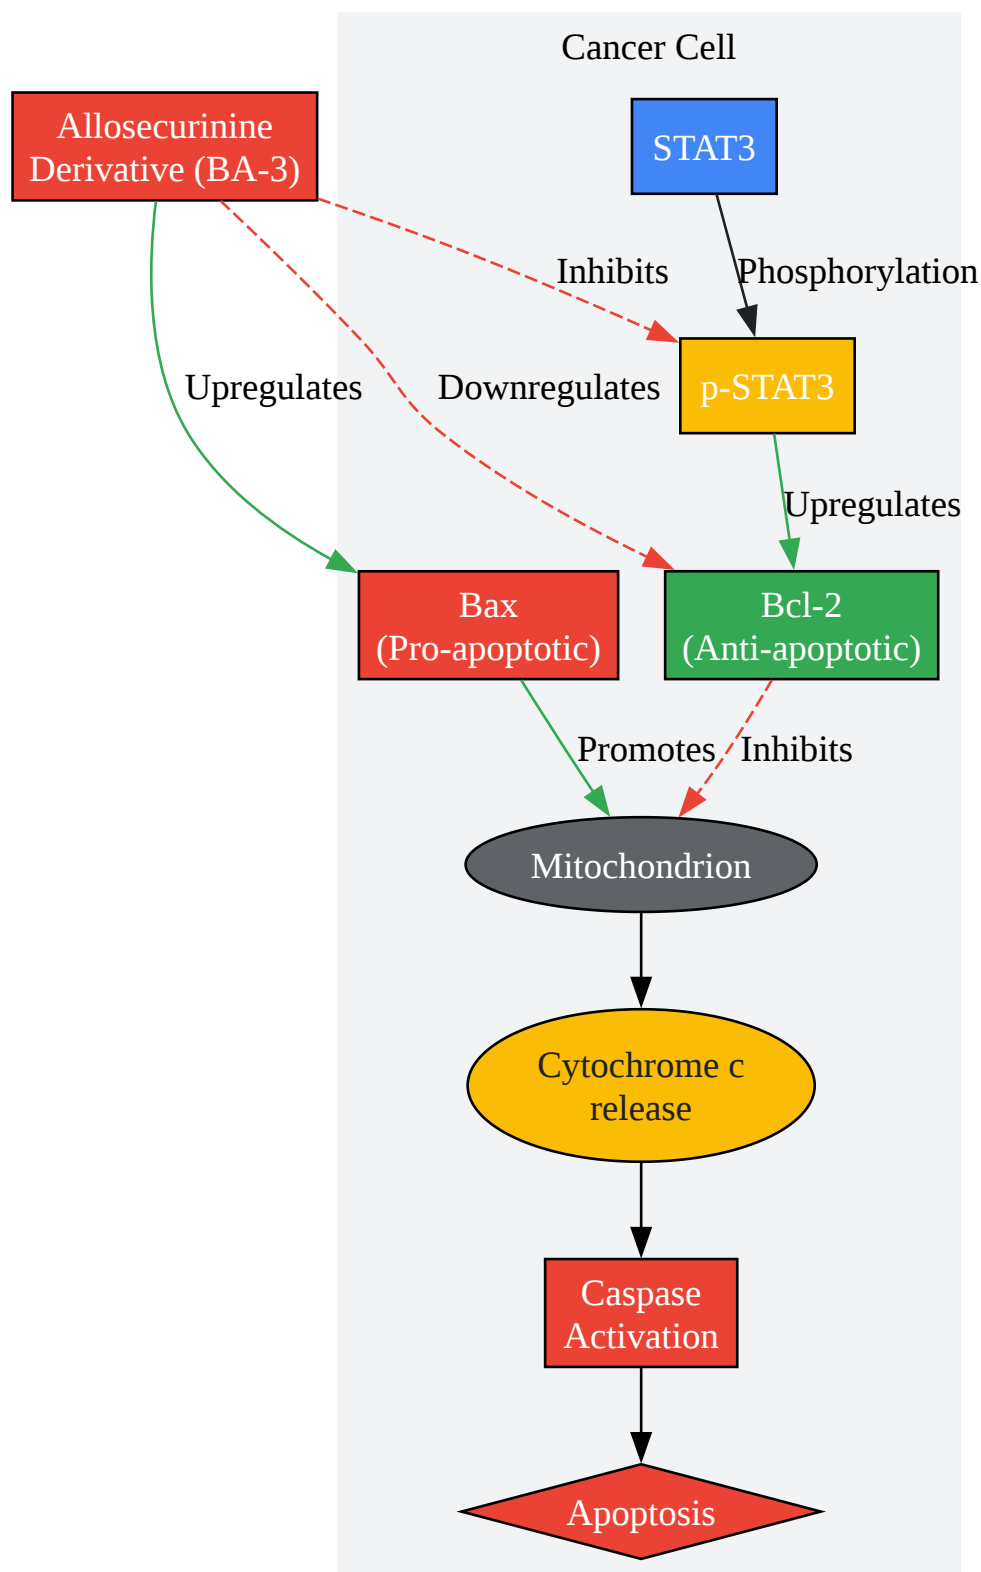 Cancer Cell
Allosecurinine
Derivative (BA-3)
STAT3
Inhibits
Phosphorylation
Upregulates
Downregulates
p-STAT3
Upregulates
Bax
(Pro-apoptotic)
Bcl-2
(Anti-apoptotic)
Promotes
Inhibits
Mitochondrion
Cytochrome c
release
Caspase
Activation
Apoptosis